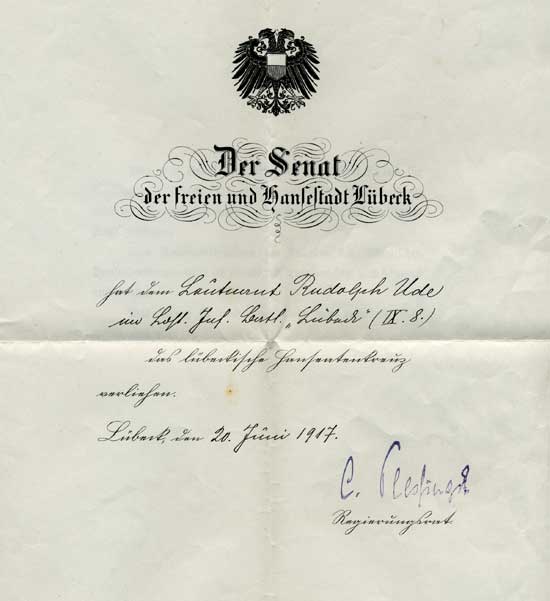 Der Senat
der freien und Hansestadt Lübeck
hat dem Leutnant Rudolph Ude
im Inf. Batl. „Lübeck“ (IX. 8.)
das lübeckische Hanseatenkreuz
verliehen.
Lübeck, den 20. Juni 1917.
C. Plessing
Regierungsrat.